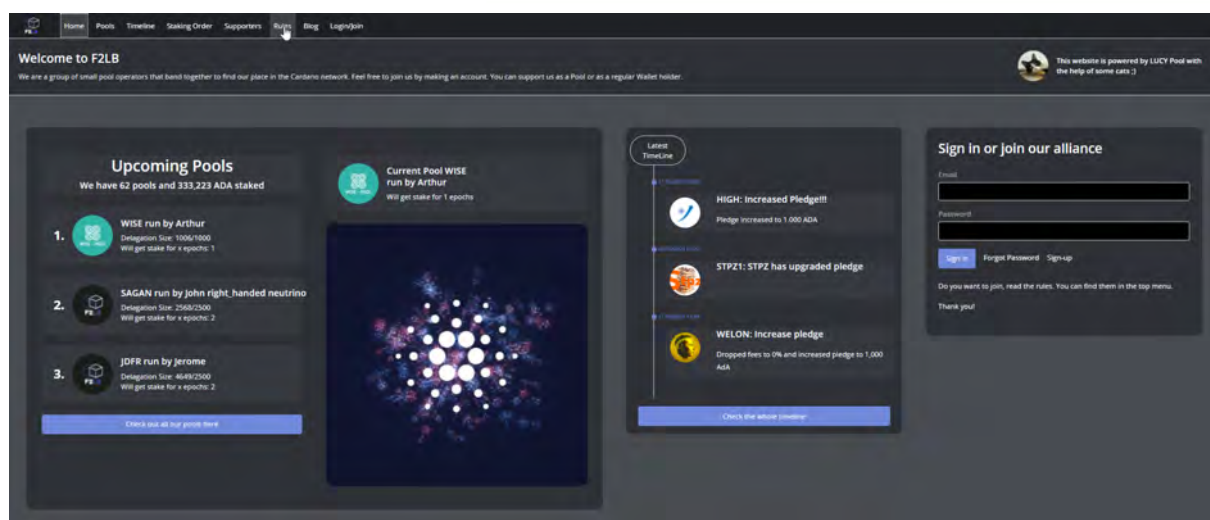 Home Pools Timeline Staking Order Supporters Rules Blog Login/Join
Welcome to F2LB
We are a group of small pool operators that band together to find our place in the Cardano network. Feel free to join us by making an account. You can support us as a Pool or as a regular Wallet holder.
This website is powered by LUCY Pool with
the help of some cats ;)
Upcoming Pools
We have 62 pools and 333,223 ADA staked
1.
WISE run by Arthur
Delegation Size: 1006/1000
Will get stake for x epochs: 1
2.
SAGAN run by John right_handed neutrino
Delegation Size: 2568/2500
Will get stake for x epochs: 2
3.
JDFR run by Jerome
Delegation Size: 4649/2500
Will get stake for x epochs: 2
Check out all our pools here
Current Pool WISE
run by Arthur
Will get stake for 1 epochs
Latest
TimeLine
HIGH: Increased Pledge!!!
Pledge increased to 1.000 ADA
STPZ1: STPZ has upgraded pledge
WELON: Increase pledge
Dropped fees to 0% and increased pledge to 1,000
AdA
Check the whole timeline
Sign in or join our alliance
Email
Password
Sign in Forgot Password Sign-up
Do you want to join, read the rules. You can find them in the top menu.
Thank you!